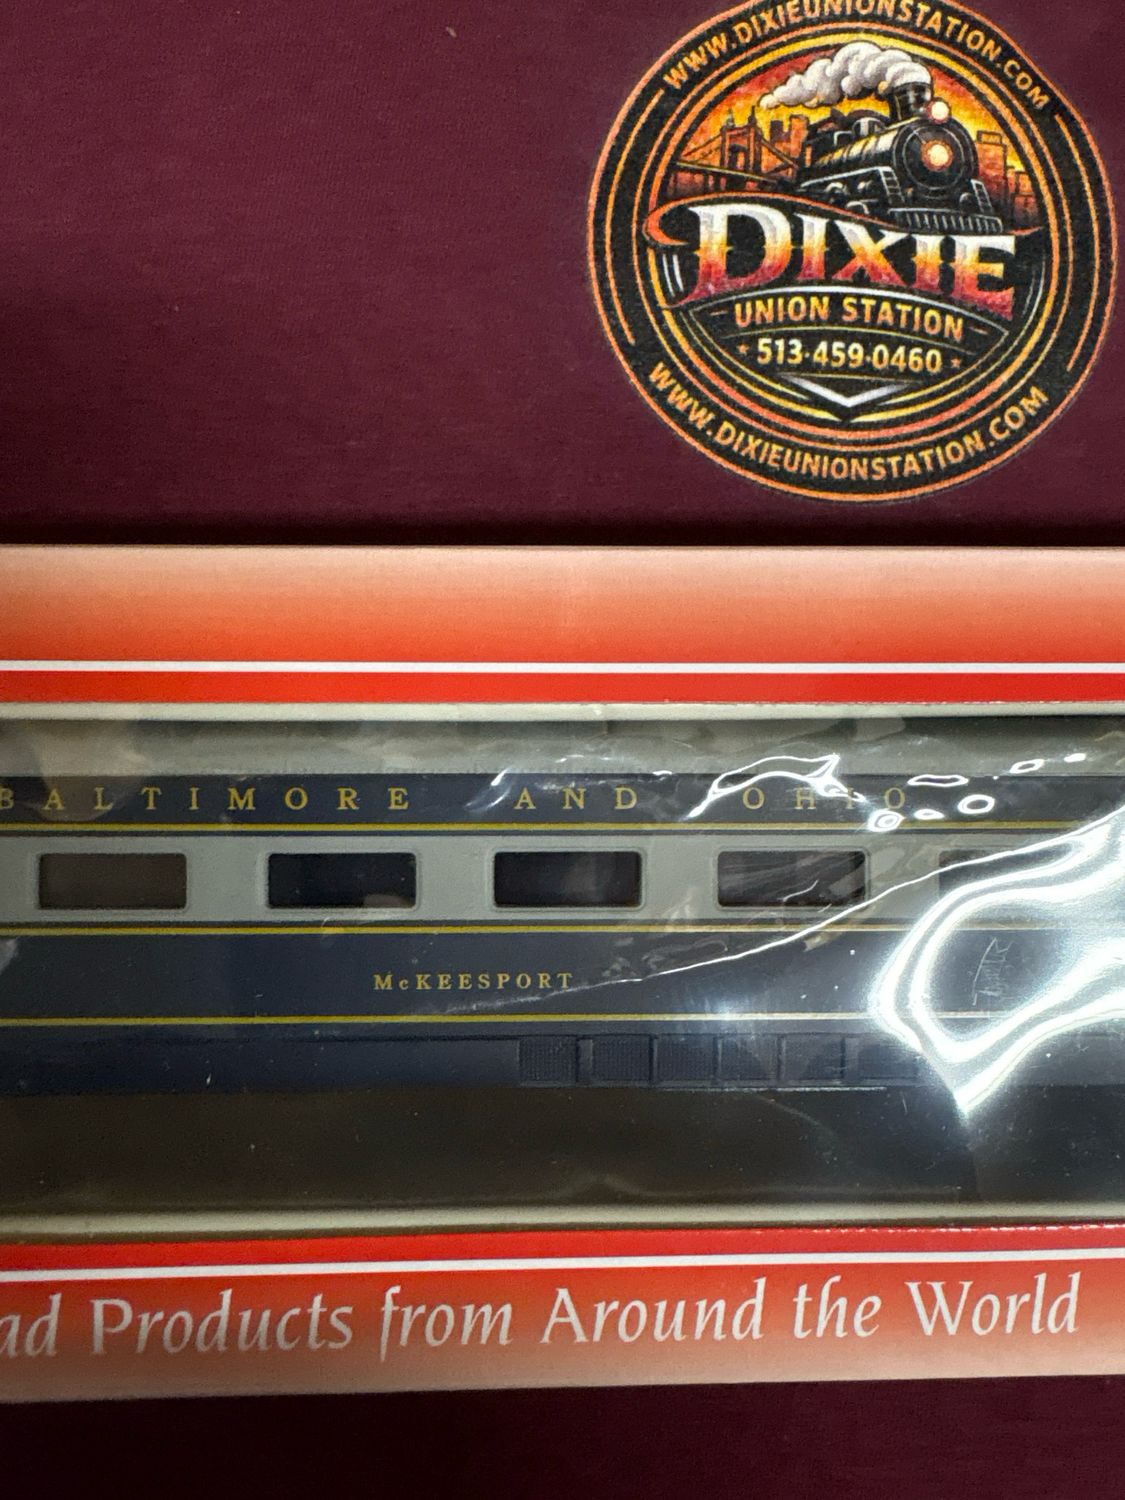 WWW.DIXIEUNIONSTATION.COM
DIXIE
UNION STATION
513·459·0460
WWW.DIXIEUNIONSTATION.COM
BALTIMORE AND OHIO
McKEESPORT
ad Products from Around the World